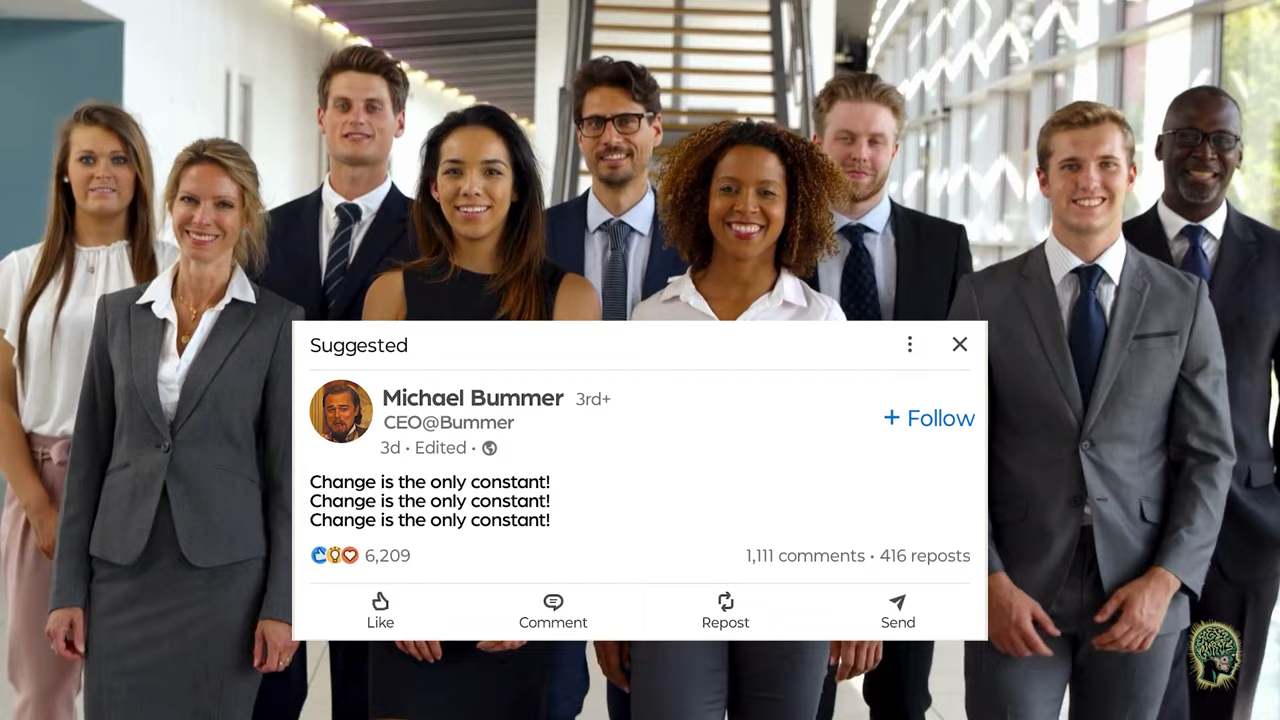 Suggested
Michael Bummer 3rd+
CEO@Bummer
+ Follow
3d • Edited •
Change is the only constant!
Change is the only constant!
Change is the only constant!
6,209
1,111 comments • 416 reposts
Like
Comment
Repost
Send